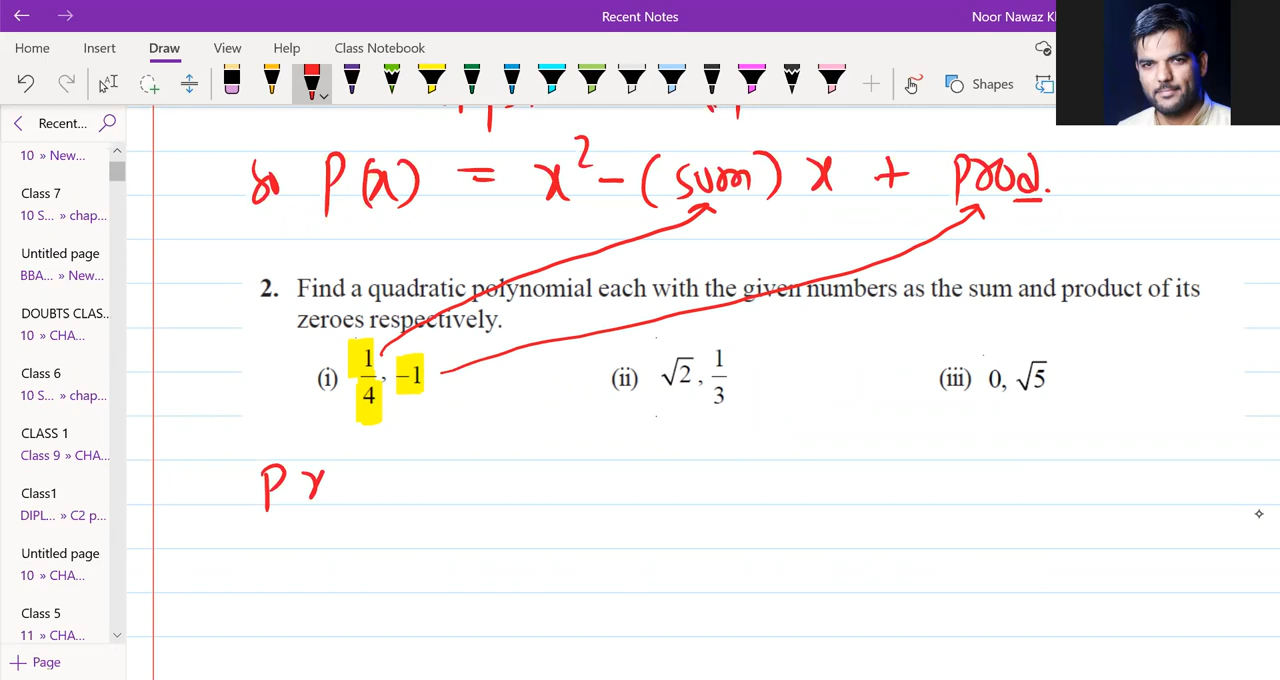 Recent Notes
Noor Nawaz Kh
Home Insert Draw View Help Class Notebook
Shapes
Recent...
10 » New...
Class 7
10 S... » chap...
Untitled page
BBA... » New...
DOUBTS CLAS...
10 » CHA...
Class 6
10 S... » chap...
CLASS 1
Class 9 » CHA...
Class1
DIPL... » C2 p...
Untitled page
10 » CHA...
Class 5
11 » CHA...
+ Page
so P(x) = x² - (sum) x + prod.
2. Find a quadratic polynomial each with the given numbers as the sum and product of its
zeroes respectively.
(i) 1/4, -1 (ii) √2, 1/3 (iii) 0, √5
P x